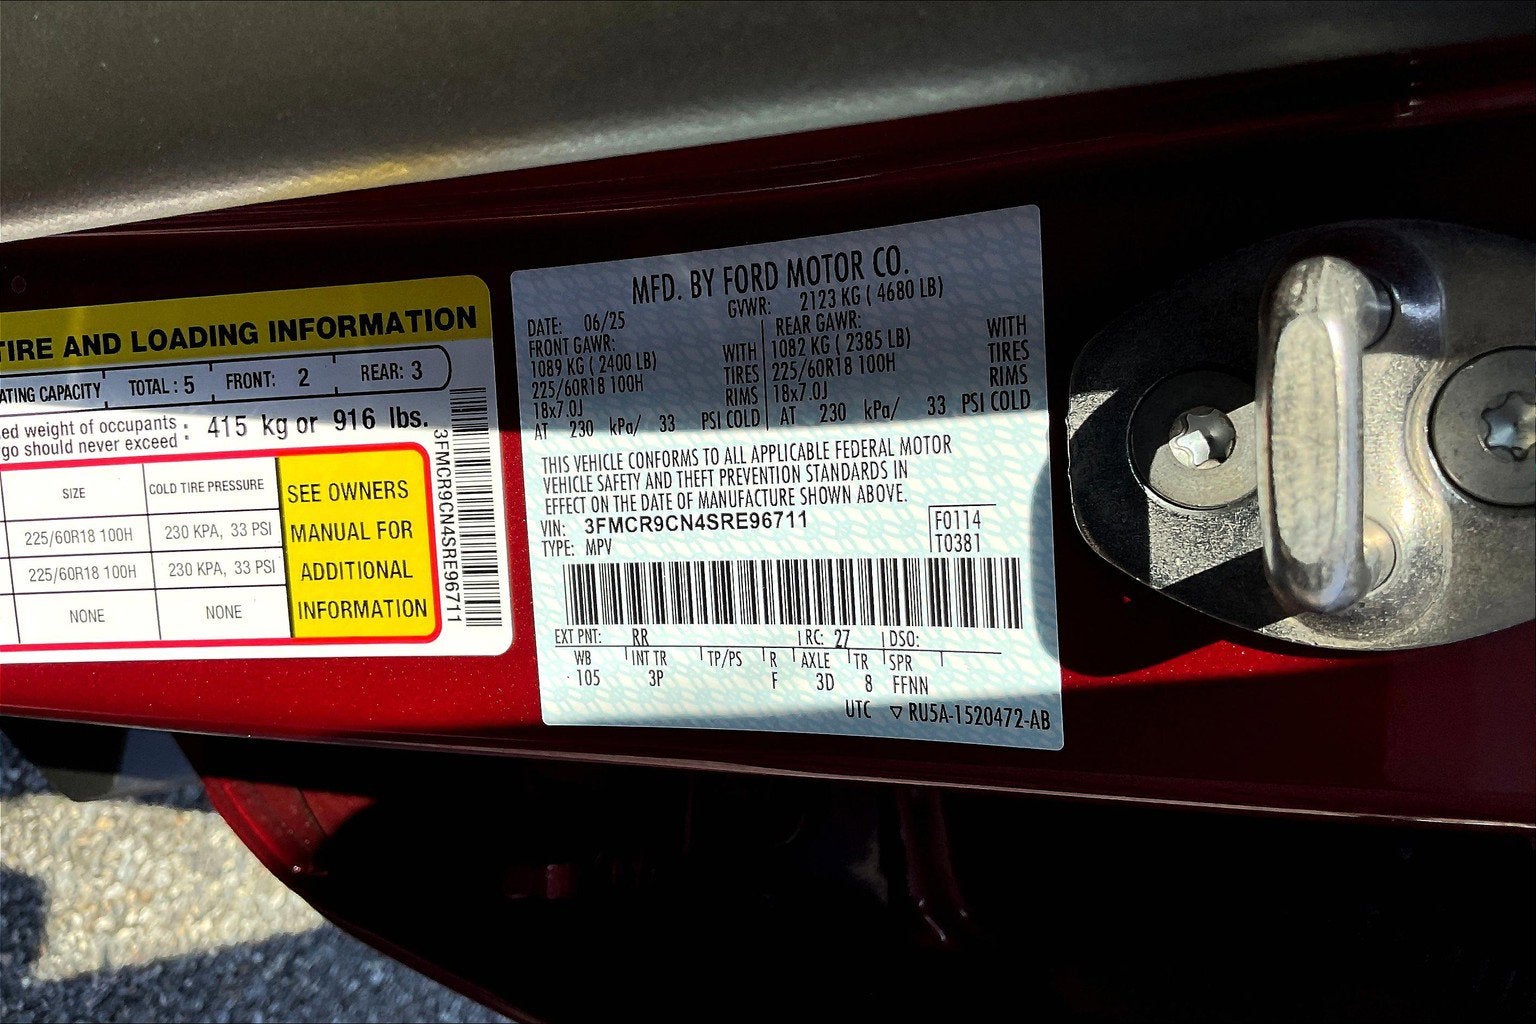 TIRE AND LOADING INFORMATION
ATING CAPACITY TOTAL : 5 FRONT: 2 REAR: 3
ed weight of occupants
go should never exceed : 415 kg or 916 lbs.
SIZE COLD TIRE PRESSURE
225/60R18 100H 230 KPA, 33 PSI
225/60R18 100H 230 KPA, 33 PSI
NONE NONE
SEE OWNERS
MANUAL FOR
ADDITIONAL
INFORMATION
3FMCR9CN4SRE96711
MFD. BY FORD MOTOR CO.
DATE: 06/25 GVWR: 2123 KG ( 4680 LB)
FRONT GAWR: REAR GAWR:
1089 KG ( 2400 LB) WITH 1082 KG ( 2385 LB) WITH
225/60R18 100H TIRES 225/60R18 100H TIRES
18x7.0J RIMS 18x7.0J RIMS
AT 230 kPa/ 33 PSI COLD AT 230 kPa/ 33 PSI COLD
THIS VEHICLE CONFORMS TO ALL APPLICABLE FEDERAL MOTOR
VEHICLE SAFETY AND THEFT PREVENTION STANDARDS IN
EFFECT ON THE DATE OF MANUFACTURE SHOWN ABOVE.
VIN: 3FMCR9CN4SRE96711 F0114
TYPE: MPV T0381
EXT PNT: RR RC: 27 DSO:
WB INT TR TP/PS R AXLE TR SPR
105 3P F 3D 8 FFNN
UTC ▽ RU5A-1520472-AB